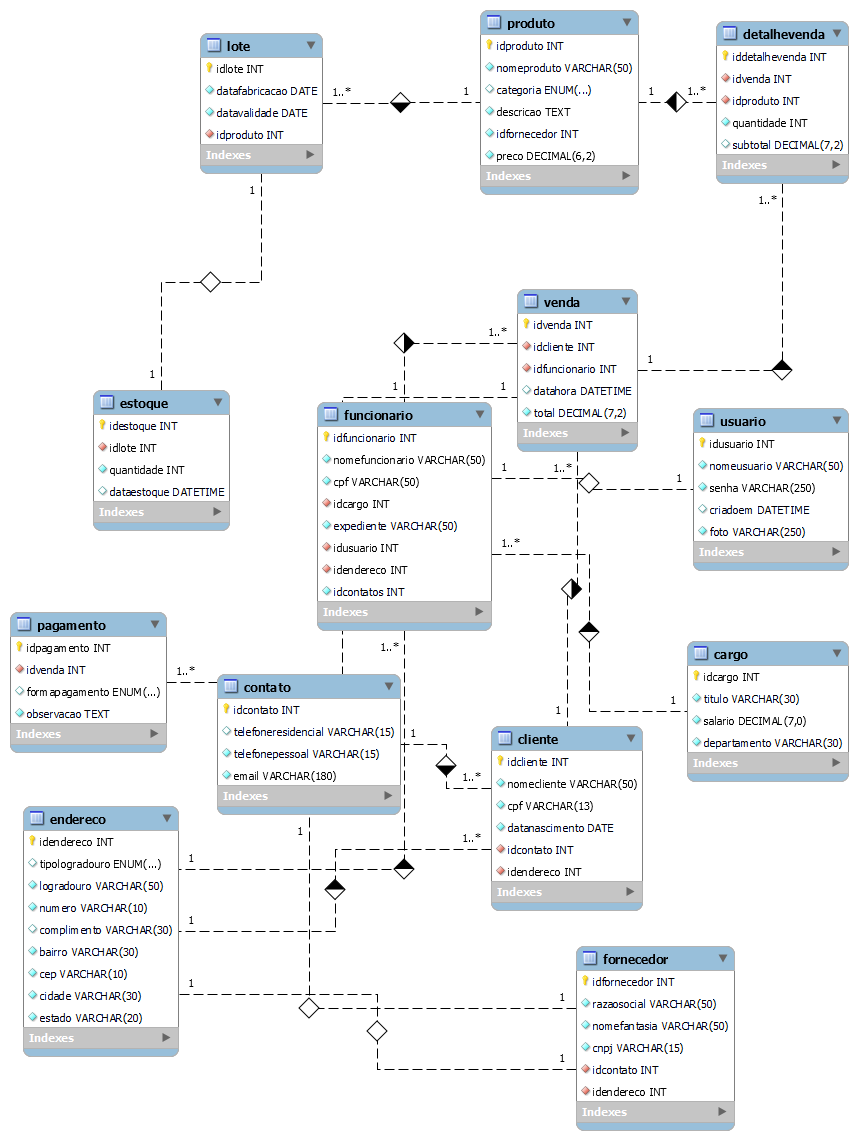 lote
idlote INT
datafabricacao DATE
datavalidade DATE
idproduto INT
Indexes
1..*
1
1
1
produto
idproduto INT
nomeproduto VARCHAR(50)
categoria ENUM(...)
descricao TEXT
idfornecedor INT
preco DECIMAL(6,2)
Indexes
1
1..*
detalhevenda
iddetalhevenda INT
idvenda INT
idproduto INT
quantidade INT
subtotal DECIMAL(7,2)
Indexes
1..*
1
venda
idvenda INT
idcliente INT
idfuncionario INT
datahora DATETIME
total DECIMAL(7,2)
Indexes
1..*
1
1
1..*
estoque
idestoque INT
idlote INT
quantidade INT
dataestoque DATETIME
Indexes
funcionario
idfuncionario INT
nomefuncionario VARCHAR(50)
cpf VARCHAR(50)
idcargo INT
expediente VARCHAR(50)
idusuario INT
idendereco INT
idcontatos INT
Indexes
1
1
1..*
1..*
usuario
idusuario INT
nomeusuario VARCHAR(50)
senha VARCHAR(250)
criadoem DATETIME
foto VARCHAR(250)
Indexes
pagamento
idpagamento INT
idvenda INT
formapagamento ENUM(...)
observacao TEXT
Indexes
1..*
contato
idcontato INT
telefoneresidencial VARCHAR(15)
telefonepessoal VARCHAR(15)
email VARCHAR(180)
Indexes
1
1..*
1
cargo
idcargo INT
titulo VARCHAR(30)
salario DECIMAL(7,0)
departamento VARCHAR(30)
Indexes
1
1
cliente
idcliente INT
nomecliente VARCHAR(50)
cpf VARCHAR(13)
datanascimento DATE
idcontato INT
idendereco INT
Indexes
1..*
endereco
idendereco INT
tipologradouro ENUM(...)
logradouro VARCHAR(50)
numero VARCHAR(10)
complimento VARCHAR(30)
bairro VARCHAR(30)
cep VARCHAR(10)
cidade VARCHAR(30)
estado VARCHAR(20)
Indexes
1
1
1
fornecedor
idfornecedor INT
razaosocial VARCHAR(50)
nomefantasia VARCHAR(50)
cnpj VARCHAR(15)
idcontato INT
idendereco INT
Indexes
1
1